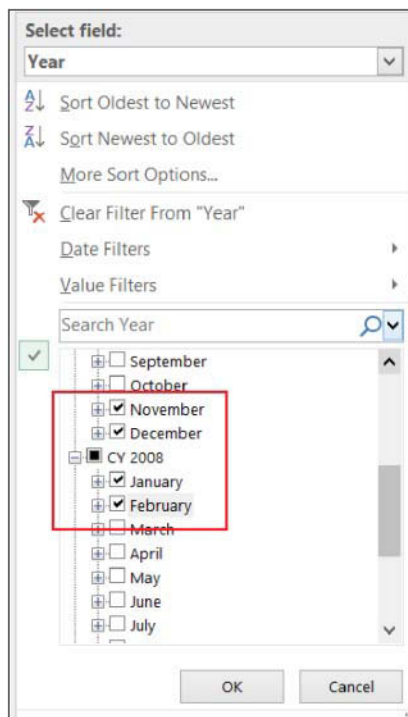 Select field:
Year
Sort Oldest to Newest
Sort Newest to Oldest
More Sort Options...
Clear Filter From "Year"
Date Filters
Value Filters
Search Year
September
October
November
December
CY 2008
January
February
March
April
May
June
July
OK
Cancel